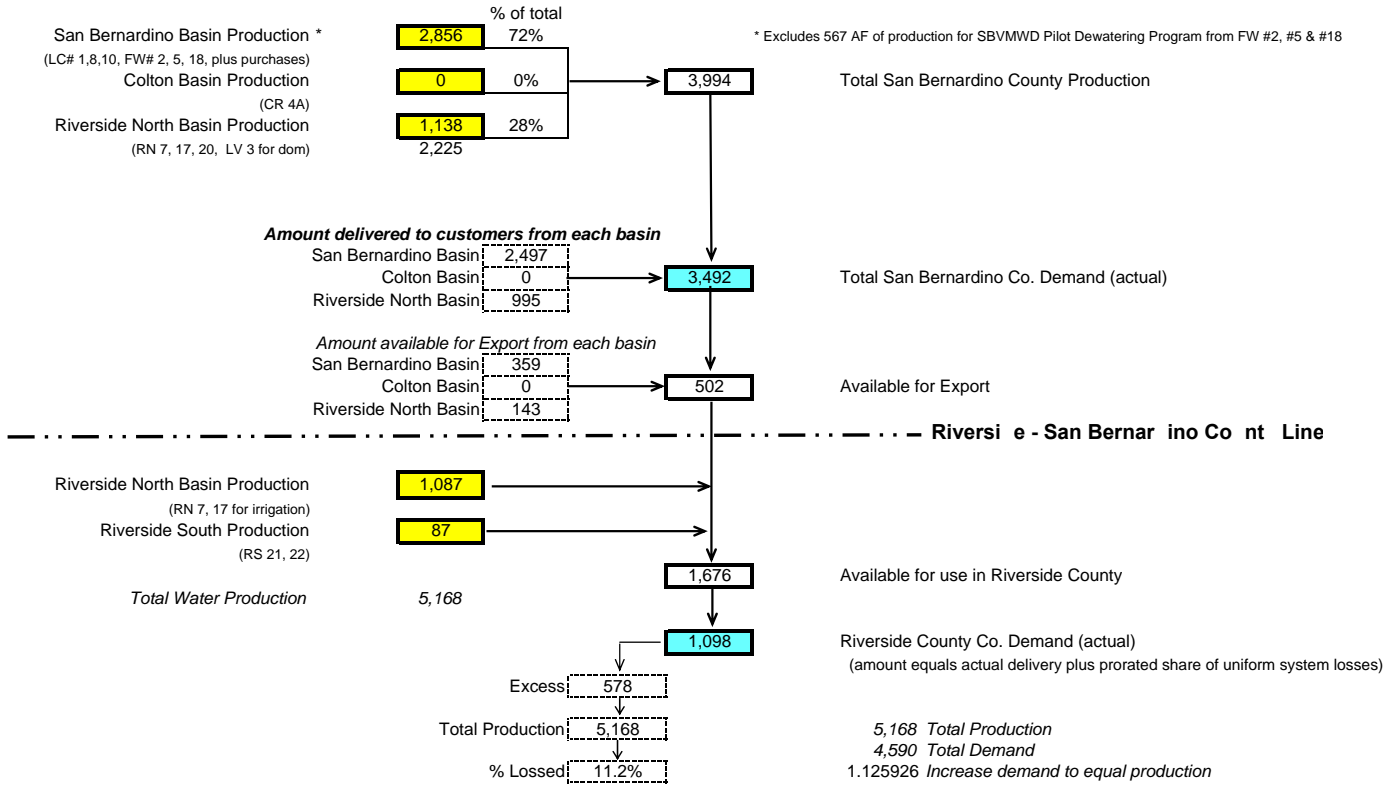 % of total
San Bernardino Basin Production * 2,856 72% * Excludes 567 AF of production for SBVMWD Pilot Dewatering Program from FW #2, #5 & #18
(LC# 1,8,10, FW# 2, 5, 18, plus purchases)
Colton Basin Production 0 0% 3,994 Total San Bernardino County Production
(CR 4A)
Riverside North Basin Production 1,138 28%
(RN 7, 17, 20, LV 3 for dom) 2,225
Amount delivered to customers from each basin
San Bernardino Basin 2,497
Colton Basin 0 3,492 Total San Bernardino Co. Demand (actual)
Riverside North Basin 995
Amount available for Export from each basin
San Bernardino Basin 359
Colton Basin 0 502 Available for Export
Riverside North Basin 143
Riversi e - San Bernar ino Co nt Line
Riverside North Basin Production 1,087
(RN 7, 17 for irrigation)
Riverside South Production 87
(RS 21, 22)
1,676 Available for use in Riverside County
Total Water Production 5,168
1,098 Riverside County Co. Demand (actual)
(amount equals actual delivery plus prorated share of uniform system losses)
Excess 578
Total Production 5,168 5,168 Total Production
4,590 Total Demand
% Lossed 11.2% 1.125926 Increase demand to equal production